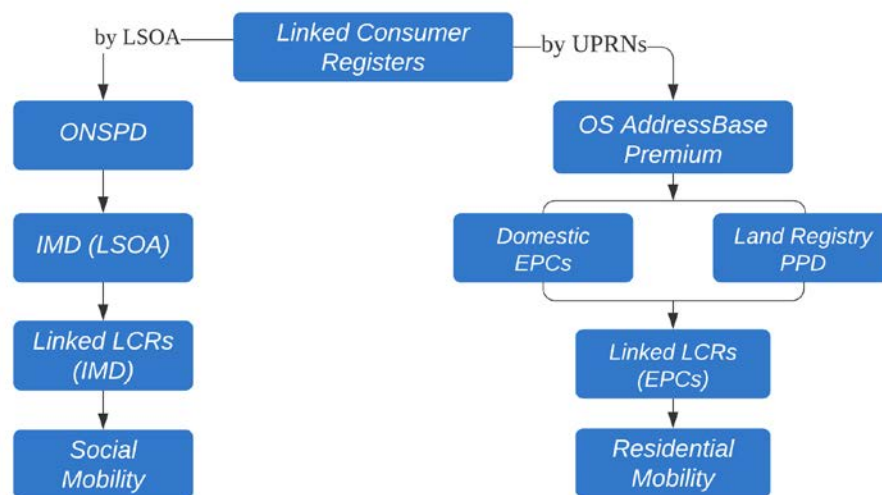 by LSOA
Linked Consumer
Registers
by UPRNs
ONSPD
OS AddressBase
Premium
IMD (LSOA)
Domestic
EPCs
Land Registry
PPD
Linked LCRs
(IMD)
Linked LCRs
(EPCs)
Social
Mobility
Residential
Mobility